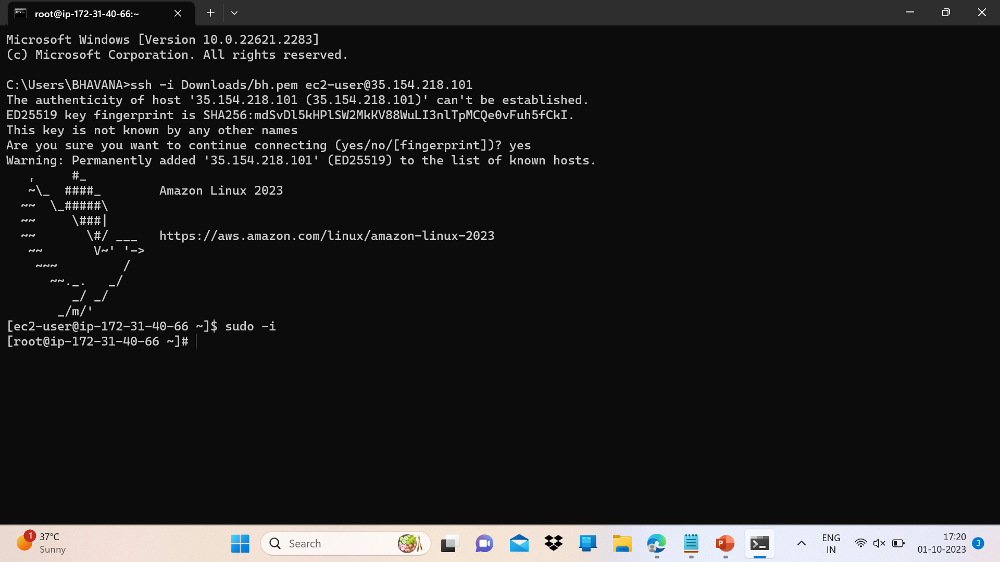 root@ip-172-31-40-66:~
Microsoft Windows [Version 10.0.22621.2283]
(c) Microsoft Corporation. All rights reserved.
C:\Users\BHAVANA>ssh -i Downloads/bh.pem ec2-user@35.154.218.101
The authenticity of host '35.154.218.101 (35.154.218.101)' can't be established.
ED25519 key fingerprint is SHA256:mdSvDl5kHPlSW2MkKV88WuLI3nlTpMCQe0vFuh5fCkI.
This key is not known by any other names
Are you sure you want to continue connecting (yes/no/[fingerprint])? yes
Warning: Permanently added '35.154.218.101' (ED25519) to the list of known hosts.
   ,     #_
   ~\_  ####_        Amazon Linux 2023
  ~~  \_#####\
  ~~     \###|
  ~~       \#/ ___   https://aws.amazon.com/linux/amazon-linux-2023
   ~~       V~' '->
    ~~~         /
      ~~._.   _/
         _/ _/
       _/m/'
[ec2-user@ip-172-31-40-66 ~]$ sudo -i
[root@ip-172-31-40-66 ~]#
1
37°C
Sunny
Search
P
ENG
IN
17:20
01-10-2023
3